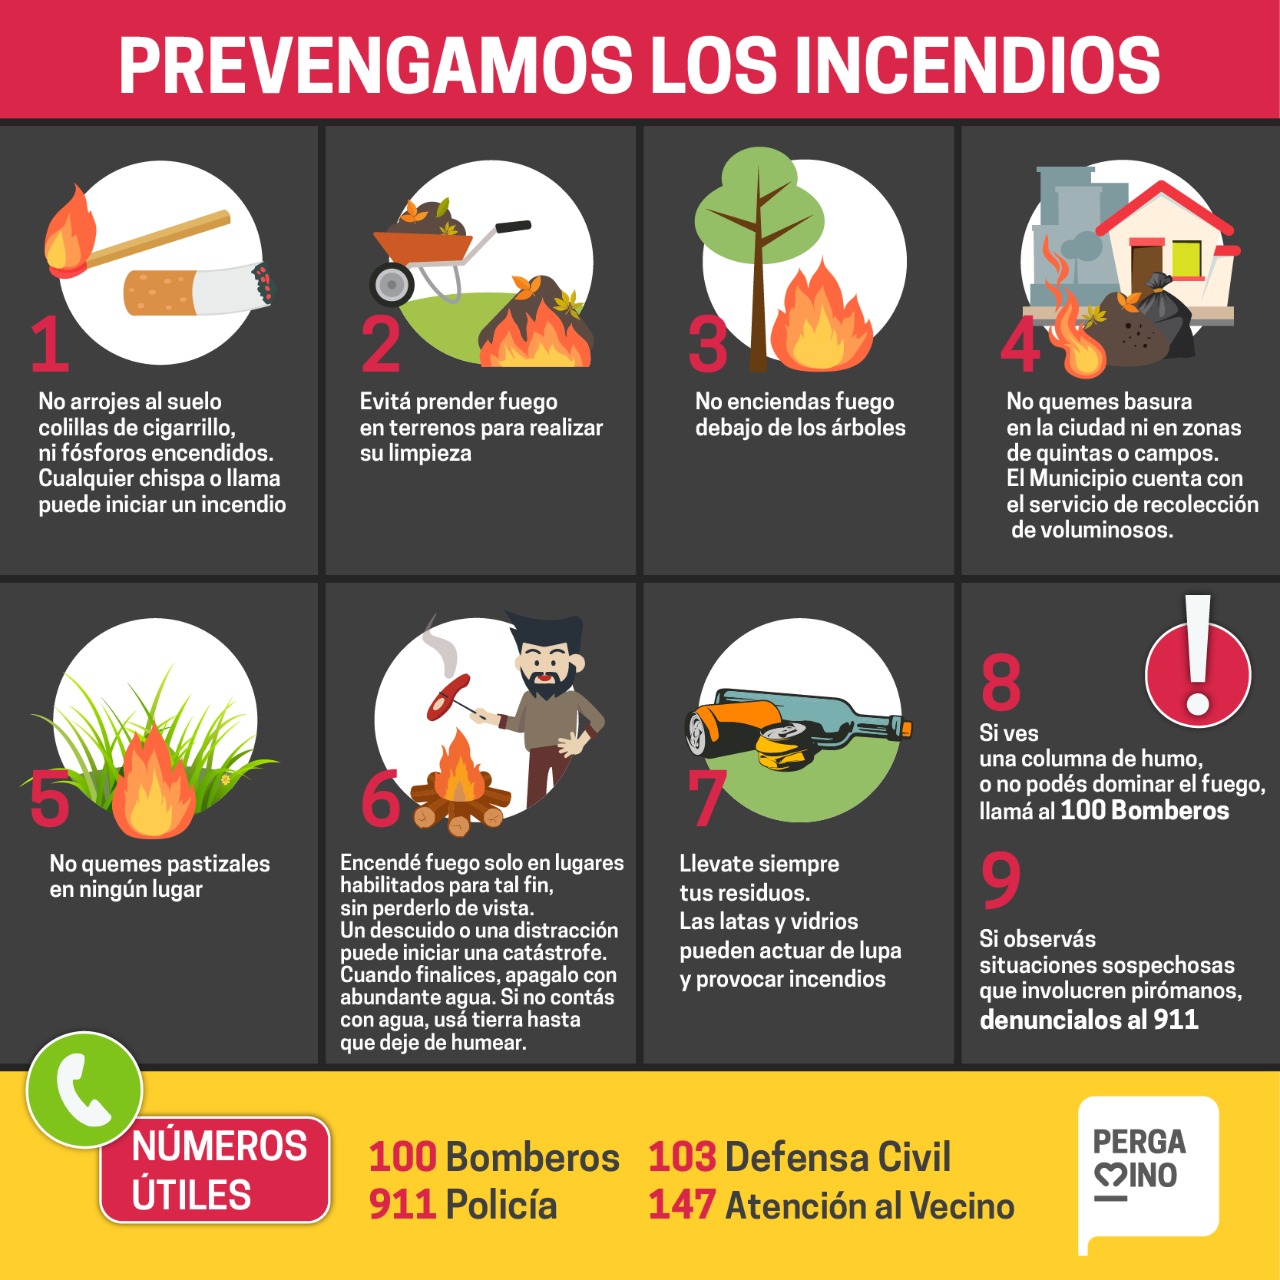 PREVENGAMOS LOS INCENDIOS
1
No arrojes al suelo
colillas de cigarrillo,
ni fósforos encendidos.
Cualquier chispa o llama
puede iniciar un incendio
2
Evitá prender fuego
en terrenos para realizar
su limpieza
3
No enciendas fuego
debajo de los árboles
4
No quemes basura
en la ciudad ni en zonas
de quintas o campos.
El Municipio cuenta con
el servicio de recolección
de voluminosos.
5
No quemes pastizales
en ningún lugar
6
Encendé fuego solo en lugares
habilitados para tal fin,
sin perderlo de vista.
Un descuido o una distracción
puede iniciar una catástrofe.
Cuando finalices, apagalo con
abundante agua. Si no contás
con agua, usá tierra hasta
que deje de humear.
7
Llevate siempre
tus residuos.
Las latas y vidrios
pueden actuar de lupa
y provocar incendios
8
Si ves
una columna de humo,
o no podés dominar el fuego,
llamá al 100 Bomberos
9
Si observás
situaciones sospechosas
que involucren pirómanos,
denuncialos al 911
NÚMEROS
ÚTILES
100 Bomberos
911 Policía
103 Defensa Civil
147 Atención al Vecino
PERGA
MINO